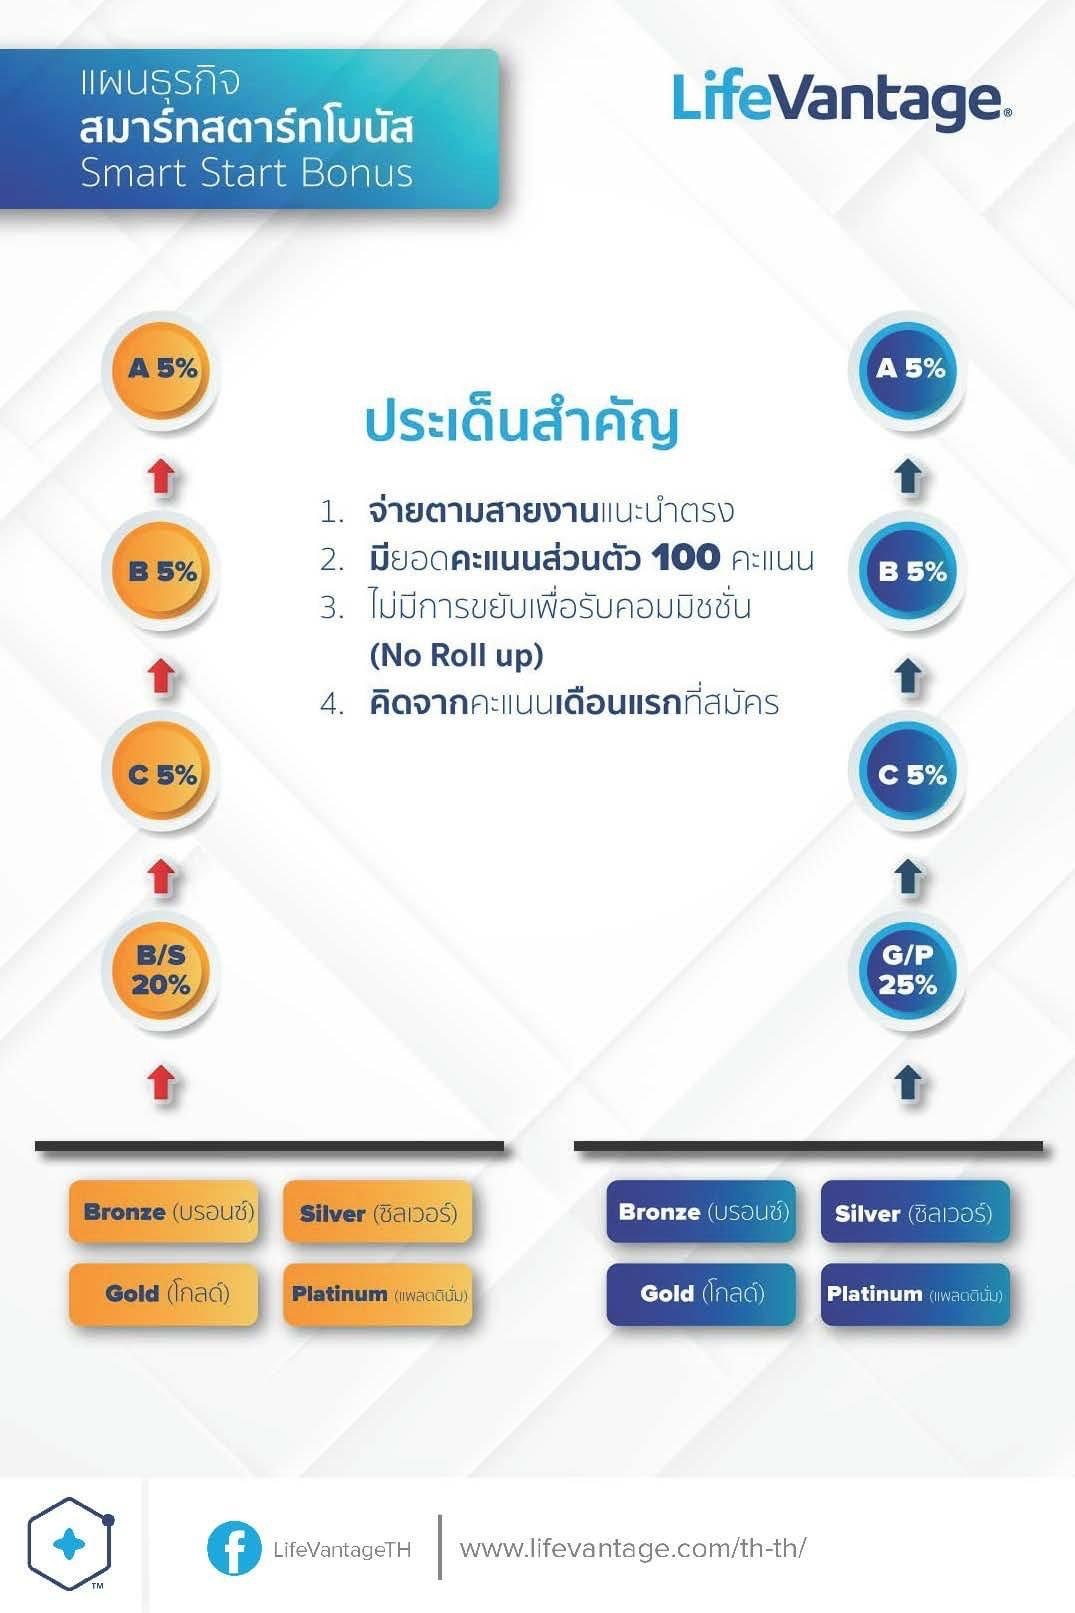 แผนธุรกิจ
สมาร์ทสตาร์ทโบนัส
Smart Start Bonus
LifeVantage®
A 5%
B 5%
C 5%
B/S
20%
ประเด็นสำคัญ
1. จ่ายตามสายงานแนะนำตรง
2. มียอดคะแนนส่วนตัว 100 คะแนน
3. ไม่มีการขยับเพื่อรับคอมมิชชั่น
(No Roll up)
4. คิดจากคะแนนเดือนแรกที่สมัคร
A 5%
B 5%
C 5%
G/P
25%
Bronze (บรอนซ์)
Silver (ซิลเวอร์)
Gold (โกลด์)
Platinum (แพลตตินั่ม)
Bronze (บรอนซ์)
Silver (ซิลเวอร์)
Gold (โกลด์)
Platinum (แพลตตินั่ม)
TM
LifeVantageTH
www.lifevantage.com/th-th/